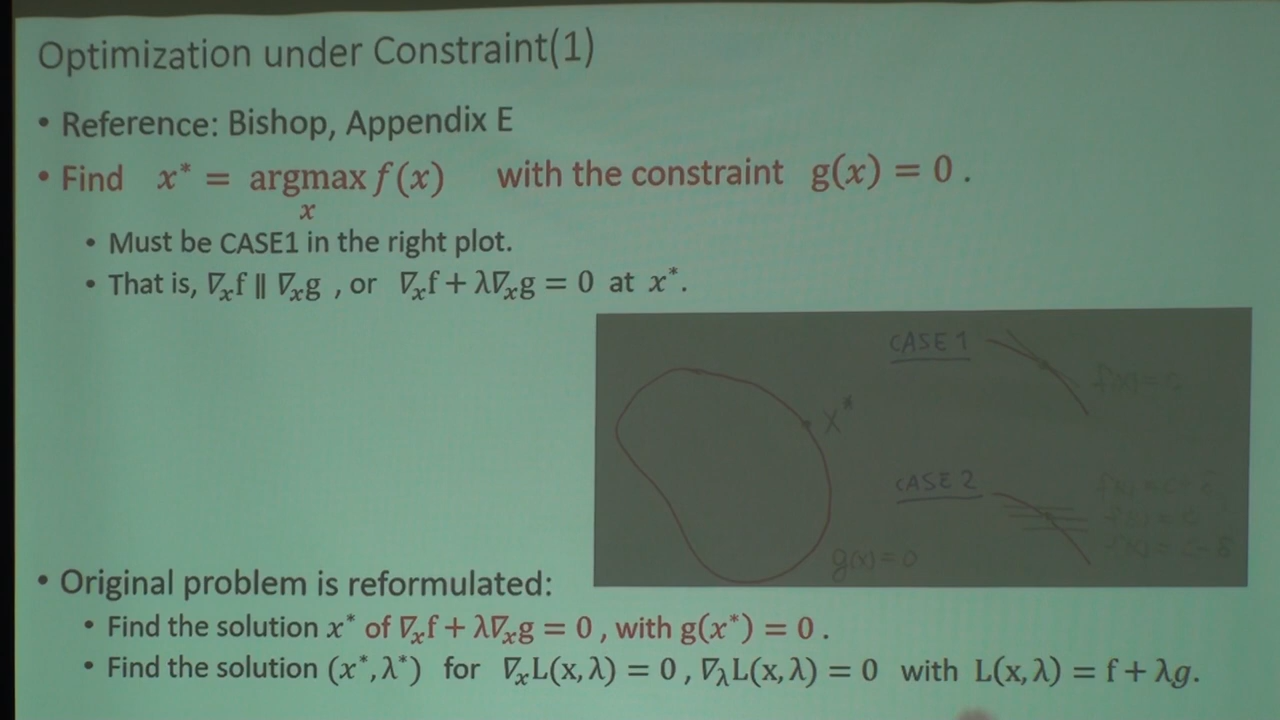 Optimization under Constraint(1)
• Reference: Bishop, Appendix E
• Find x* = argmax f(x) with the constraint g(x) = 0 .
x
• Must be CASE1 in the right plot.
• That is, ∇ₓf ∥ ∇ₓg , or ∇ₓf + λ∇ₓg = 0 at x*.
CASE 1
X*
CASE 2
g(x)=0
• Original problem is reformulated:
• Find the solution x* of ∇ₓf + λ∇ₓg = 0 , with g(x*) = 0 .
• Find the solution (x*,λ*) for ∇ₓL(x,λ) = 0 , ∇_λL(x,λ) = 0 with L(x,λ) = f + λg.